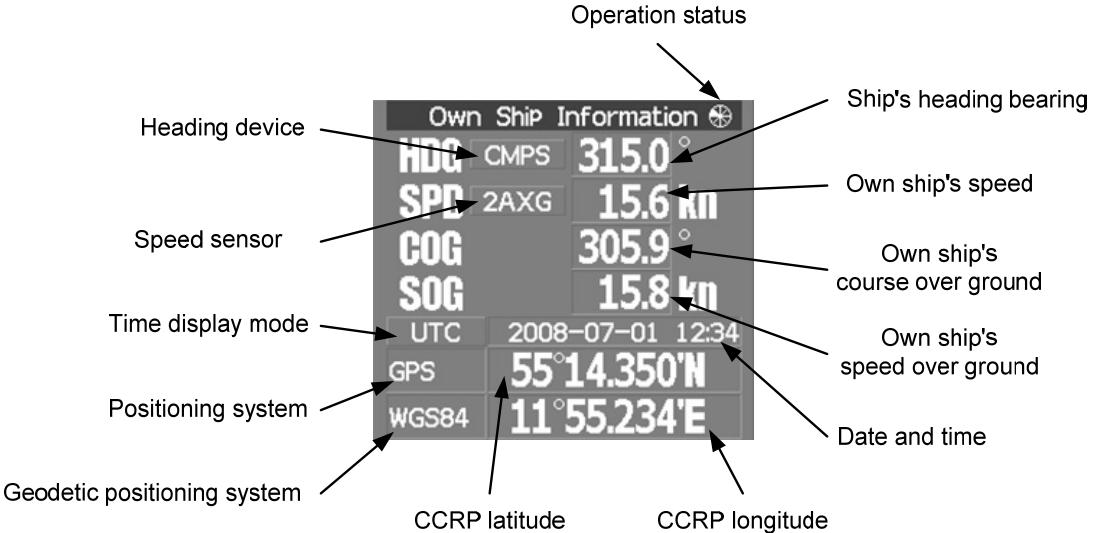 Operation status
Own Ship Information
Ship's heading bearing
Heading device
HDG CMPS 315.0°
Own ship's speed
SPD 2AXG 15.6 kn
Speed sensor
COG 305.9°
Own ship's
course over ground
SOG 15.8 kn
Time display mode
UTC 2008-07-01 12:34
Own ship's
speed over ground
GPS 55°14.350'N
Positioning system
WGS84 11°55.234'E
Date and time
Geodetic positioning system
CCRP latitude
CCRP longitude